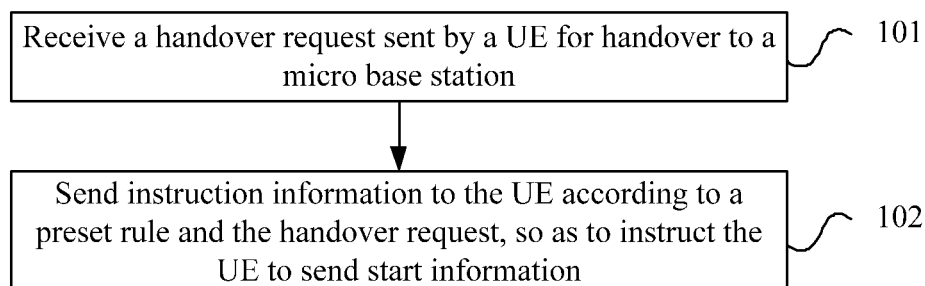 Receive a handover request sent by a UE for handover to a
micro base station
101
Send instruction information to the UE according to a
preset rule and the handover request, so as to instruct the
UE to send start information
102